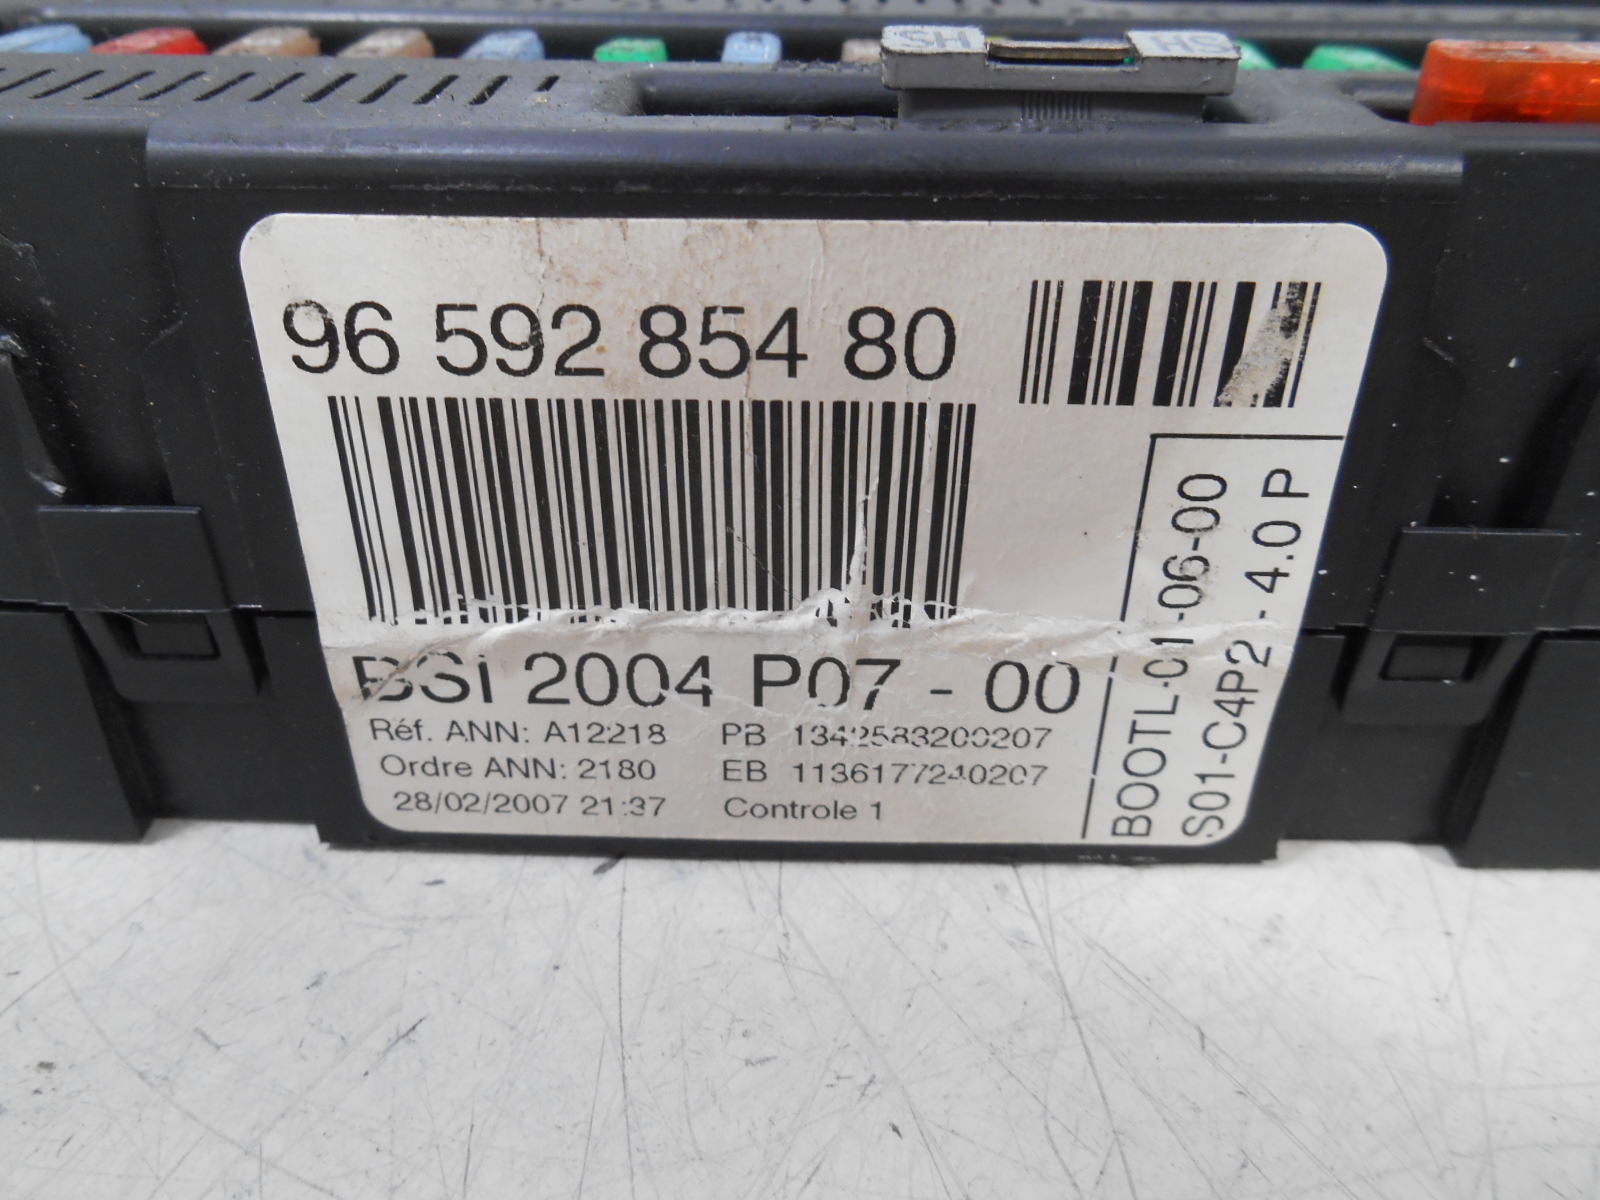 SH HS
96 592 854 80
BSI 2004 P07 - 00
Réf. ANN: A12218 PB 1342583200207
Ordre ANN: 2180 EB 1136177240207
28/02/2007 21:37 Controle 1
BOOTL-01-06-00
S01-C4P2 - 4.0 P